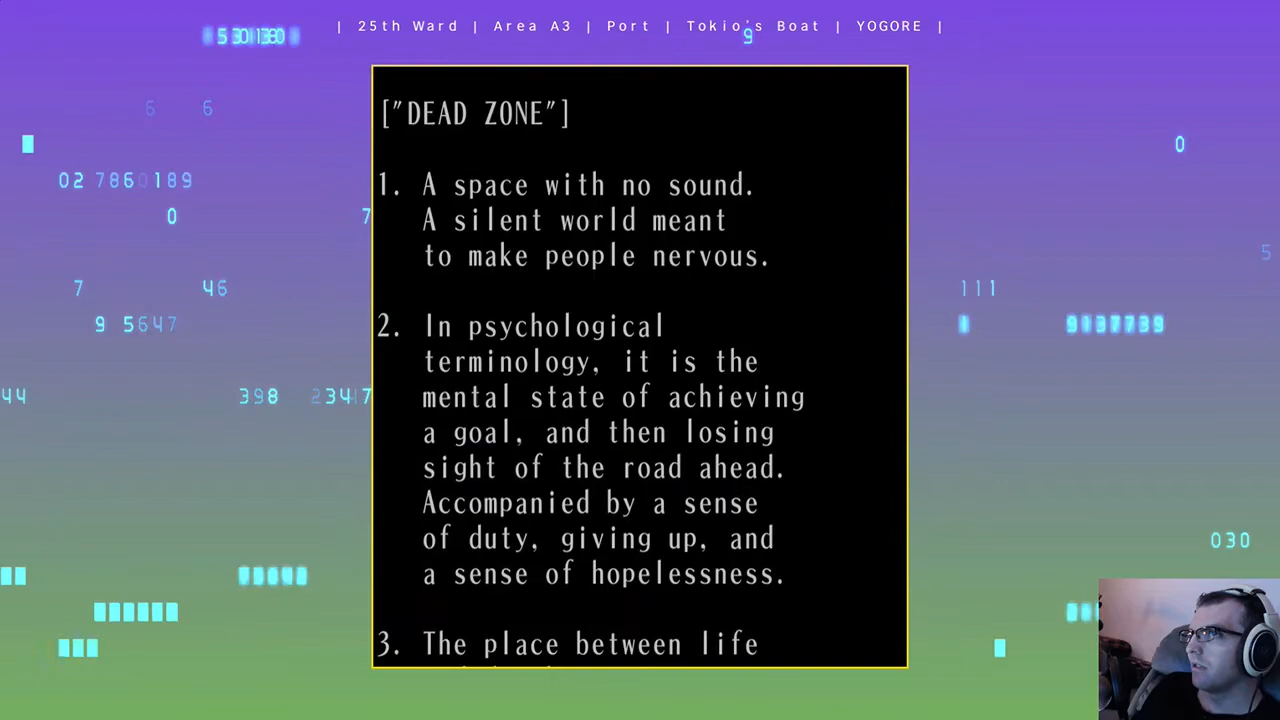 | 25th Ward | Area A3 | Port | Tokio's Boat | YOGORE |
["DEAD ZONE"]
1. A space with no sound.
A silent world meant
to make people nervous.
2. In psychological
terminology, it is the
mental state of achieving
a goal, and then losing
sight of the road ahead.
Accompanied by a sense
of duty, giving up, and
a sense of hopelessness.
3. The place between life